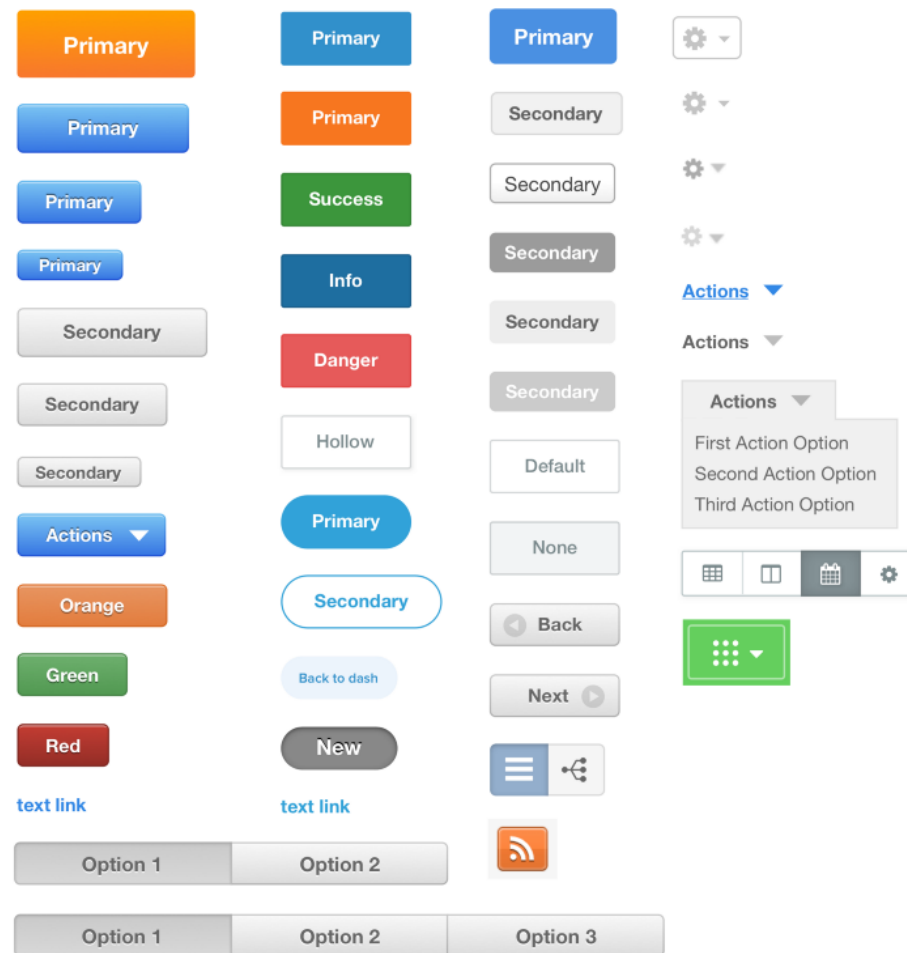 Primary
Primary
Primary
Primary
Secondary
Secondary
Secondary
Actions
Orange
Green
Red
text link
Primary
Primary
Success
Info
Danger
Hollow
Primary
Secondary
Back to dash
New
text link
Primary
Secondary
Secondary
Secondary
Secondary
Secondary
Default
None
Back
Next
Actions
Actions
Actions
First Action Option
Second Action Option
Third Action Option
Option 1 Option 2
Option 1 Option 2 Option 3